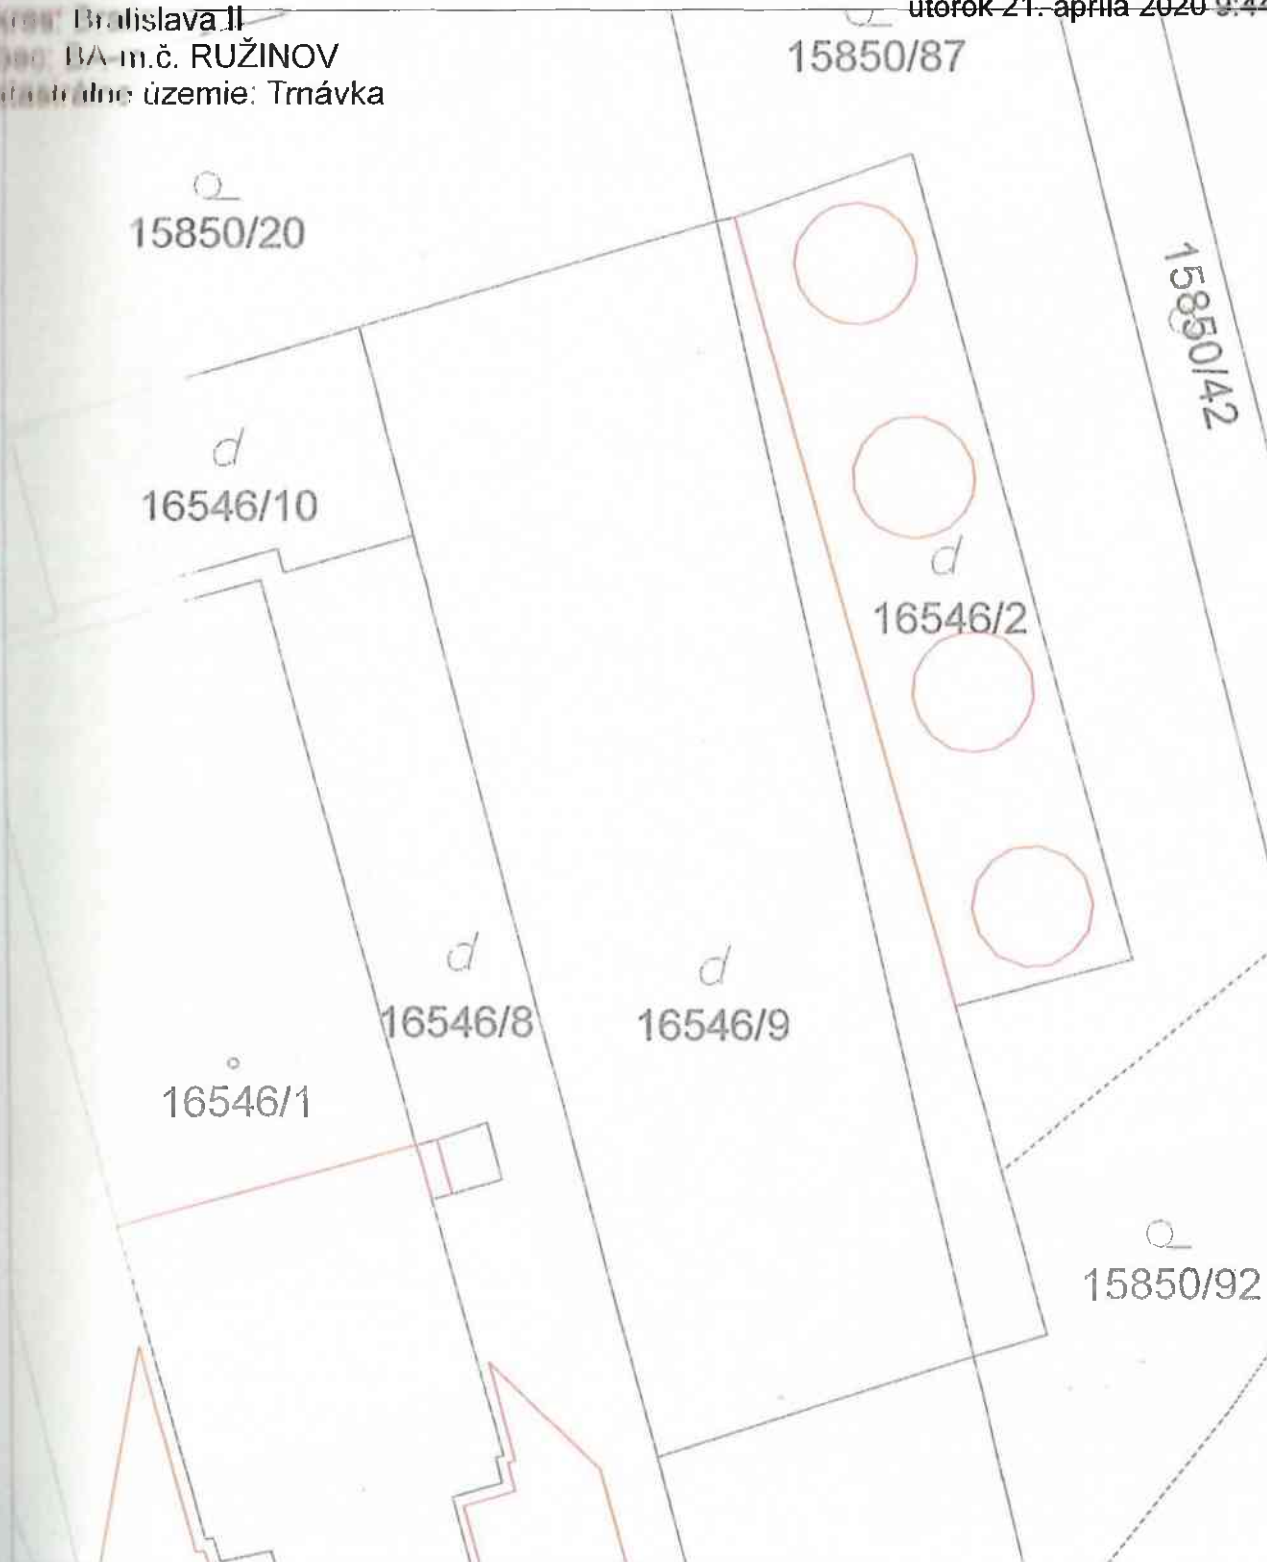 Bratislava II
utorok 21. apríla 2020
BA-m.č. RUŽINOV
územie: Trnávka
15850/87
15850/20
15850/42
d
16546/10
d
16546/2
d
16546/8
d
16546/9
16546/1
15850/92